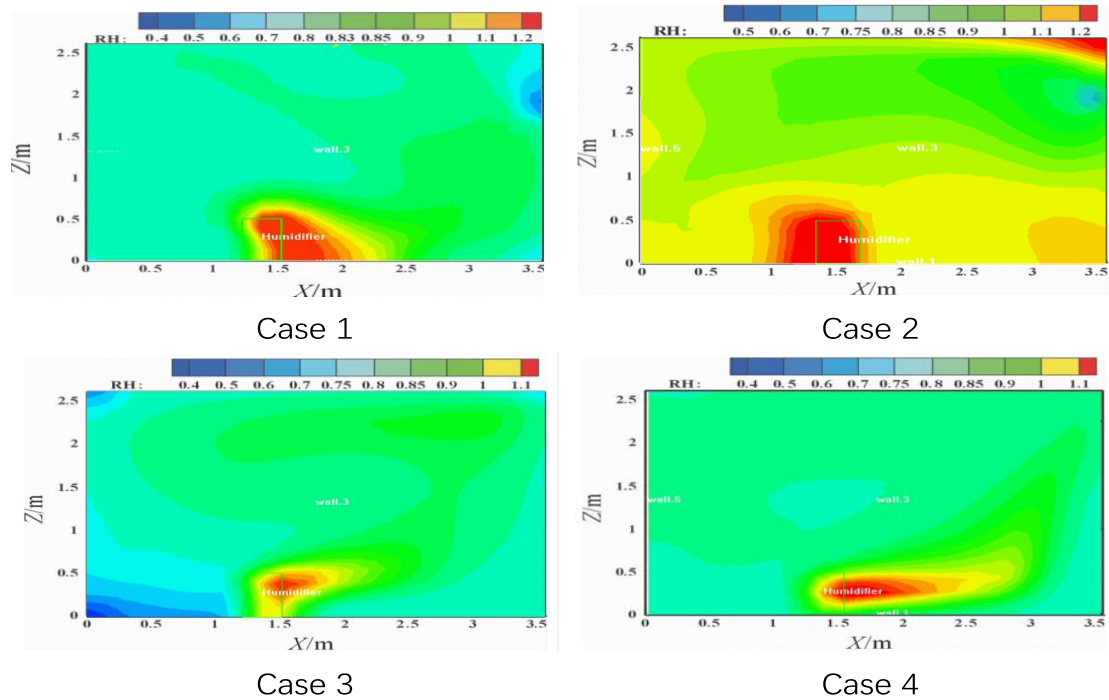 RH: 0.4 0.5 0.6 0.7 0.8 0.83 0.85 0.9 1 1.1 1.2
2.5
2
Z/m
1.5
wall.3
1
0.5
Humidifier
0
0 0.5 1 1.5 2 2.5 3 3.5
X/m
Case 1
RH: 0.5 0.6 0.7 0.75 0.8 0.85 0.9 1 1.1 1.2
2.5
2
Z/m
1.5
wall.5 wall.3
1
0.5
Humidifier
0
wall.1
0 0.5 1 1.5 2 2.5 3 3.5
X/m
Case 2
RH: 0.4 0.5 0.6 0.7 0.75 0.8 0.85 0.9 1 1.1
2.5
2
Z/m
1.5
wall.3
1
0.5
Humidifier
0
0 0.5 1 1.5 2 2.5 3 3.5
X/m
Case 3
RH: 0.4 0.5 0.6 0.7 0.75 0.8 0.85 0.9 1 1.1
2.5
2
Z/m
1.5
wall.5 wall.3
1
0.5
Humidifier
0
wall 1
0 0.5 1 1.5 2 2.5 3 3.5
X/m
Case 4